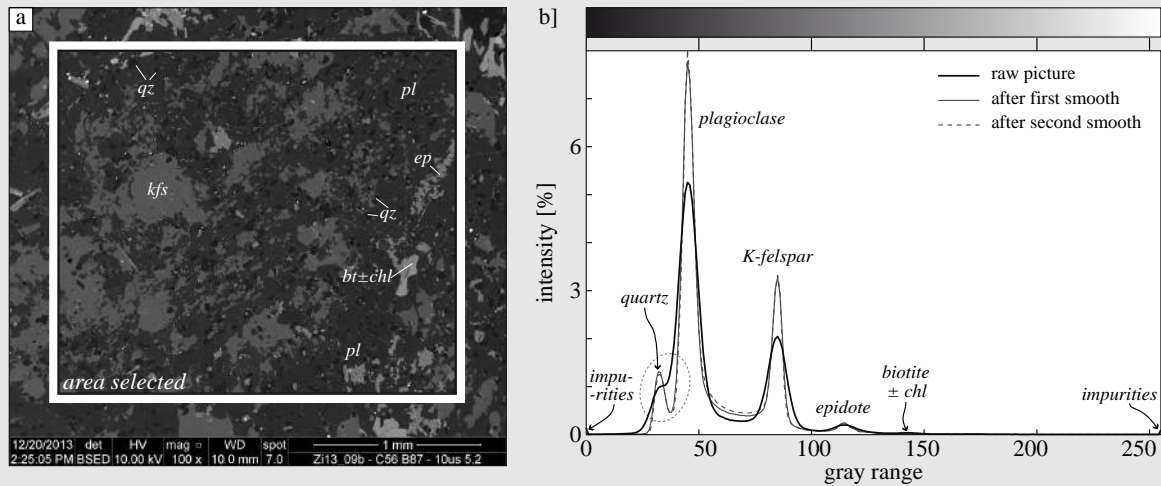 a
qz
pl
ep
kfs
qz
bt±chl
pl
area selected
12/20/2013 det HV mag □ WD spot
2:25:05 PM BSED 10.00 kV 100 x 10.0 mm 7.0
1 mm
Zi13_09b - C56 B87 - 10us 5.2
b]
raw picture
after first smooth
after second smooth
plagioclase
K-felspar
quartz
impu-
-rities
epidote
biotite
± chl
impurities
intensity [%]
6
3
0
0 50 100 150 200 250
gray range